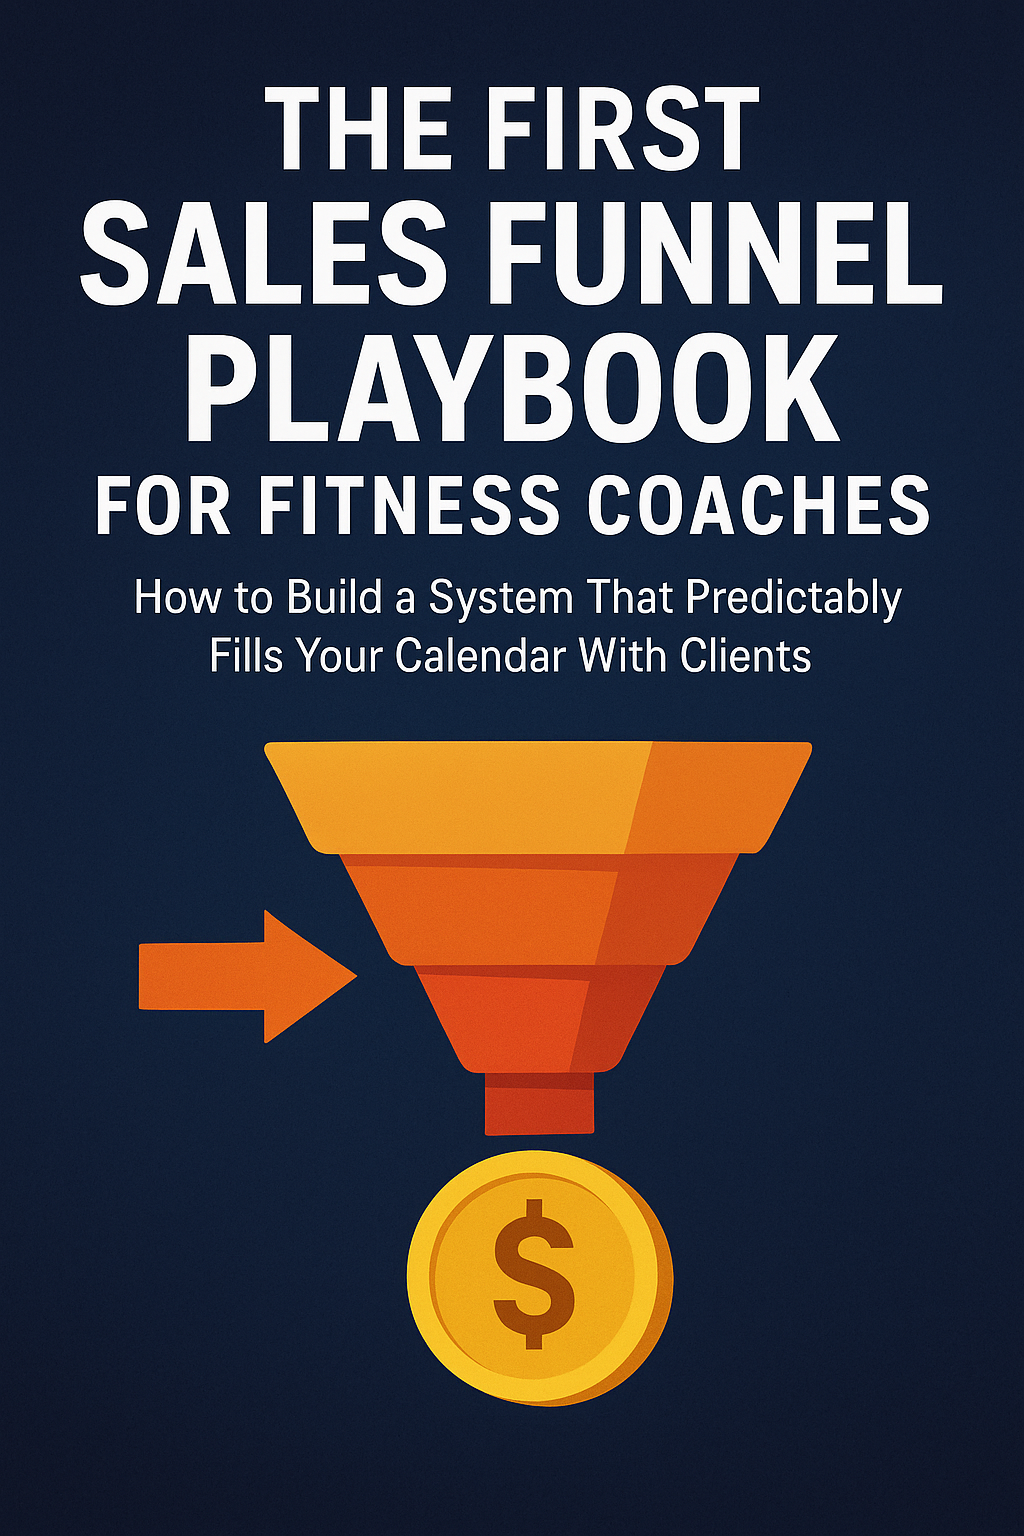 THE FIRST
SALES FUNNEL
PLAYBOOK
FOR FITNESS COACHES
How to Build a System That Predictably
Fills Your Calendar With Clients
$